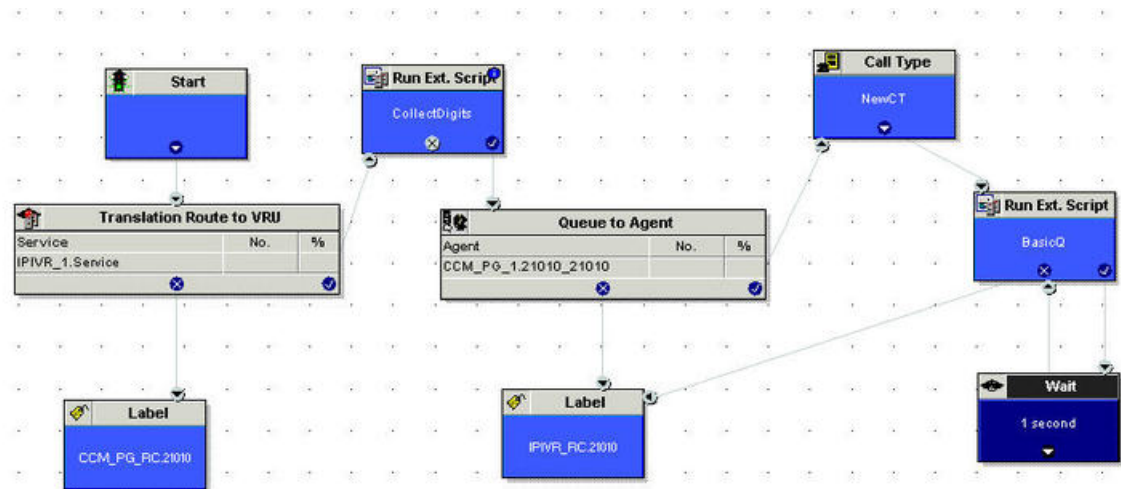 Start
Translation Route to VRU
Service No. %
IPIVR_1.Service
Label
CCM_PG_RC.21010
Run Ext. Script
CollectDigits
Queue to Agent
Agent No. %
CCM_PG_1.21010_21010
Label
IPIVR_RC.21010
Call Type
NewCT
Run Ext. Script
BasicQ
Wait
1 second